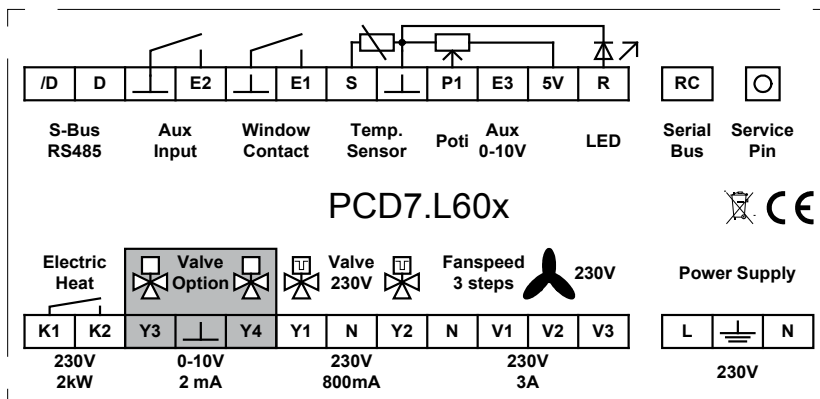 /D D E2 E1 S P1 E3 5V R RC
S-Bus RS485
Aux Input
Window Contact
Temp. Sensor
Poti
Aux 0-10V
LED
Serial Bus
Service Pin
PCD7.L60x
CE
Electric Heat
Valve Option
Valve 230V
Fanspeed 3 steps
230V
Power Supply
K1 K2 Y3 Y4 Y1 N Y2 N V1 V2 V3 L N
230V 2kW
0-10V 2 mA
230V 800mA
230V 3A
230V